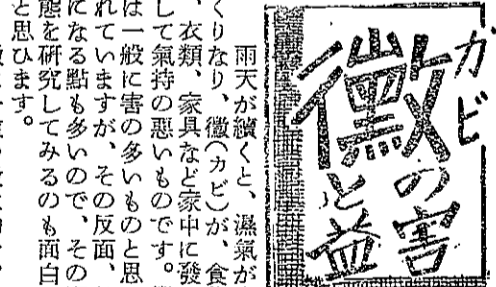 カビ
黴の害
と益
雨天が續くと、濕氣が
くりなり、黴(カビ)が、食
、衣類、家具など家中に發
して氣持の悪いものです。
は一般に害の多いものと思
れていますが、その反面、
になる點も多いので、その
態を研究してみるのも面白
と思ひます。